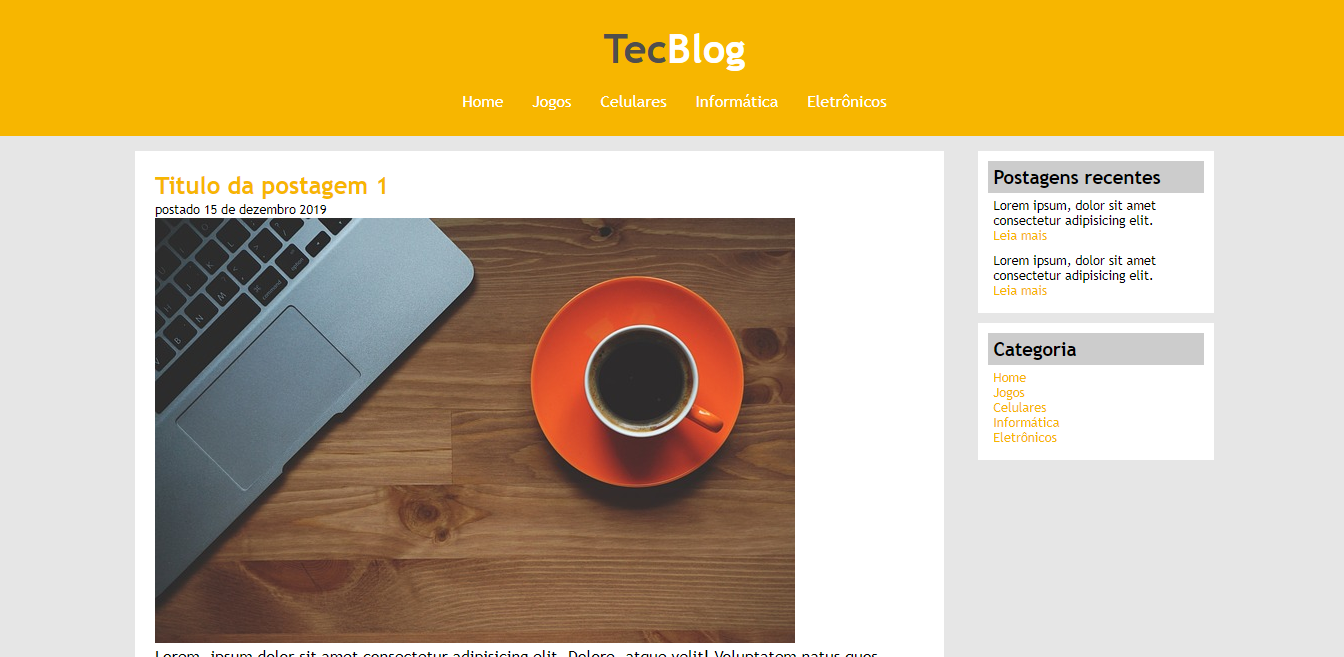 TecBlog
Home Jogos Celulares Informática Eletrônicos
Titulo da postagem 1
postado 15 de dezembro 2019
option
command
Lorem, ipsum dolor sit amet consectetur adipisicing elit. Dolore, atque velit! Voluptatem natus quos
Postagens recentes
Lorem ipsum, dolor sit amet
consectetur adipisicing elit.
Leia mais
Lorem ipsum, dolor sit amet
consectetur adipisicing elit.
Leia mais
Categoria
Home
Jogos
Celulares
Informática
Eletrônicos